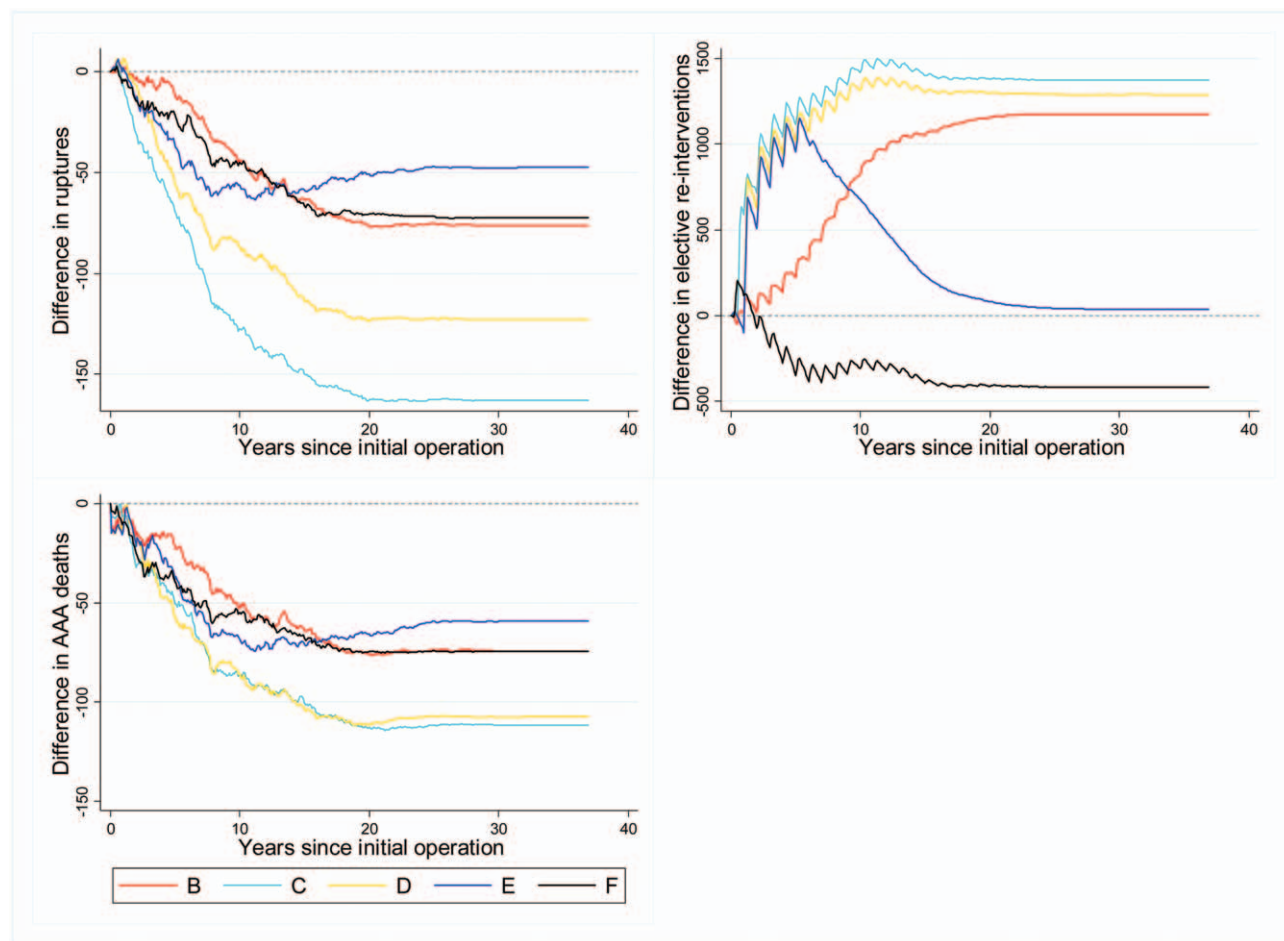 Difference in ruptures
0
-50
-100
-150
0 10 20 30 40
Years since initial operation
Difference in elective re-interventions
1500
1000
500
0
-500
0 10 20 30 40
Years since initial operation
Difference in AAA deaths
0
-50
-100
-150
0 10 20 30 40
Years since initial operation
B C D E F